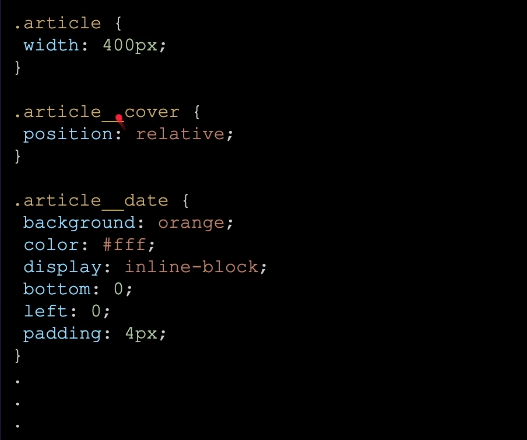 .article {
width: 400px;
}
.article__cover {
position: relative;
}
.article__date {
background: orange;
color: #fff;
display: inline-block;
bottom: 0;
left: 0;
padding: 4px;
}
.
.
.